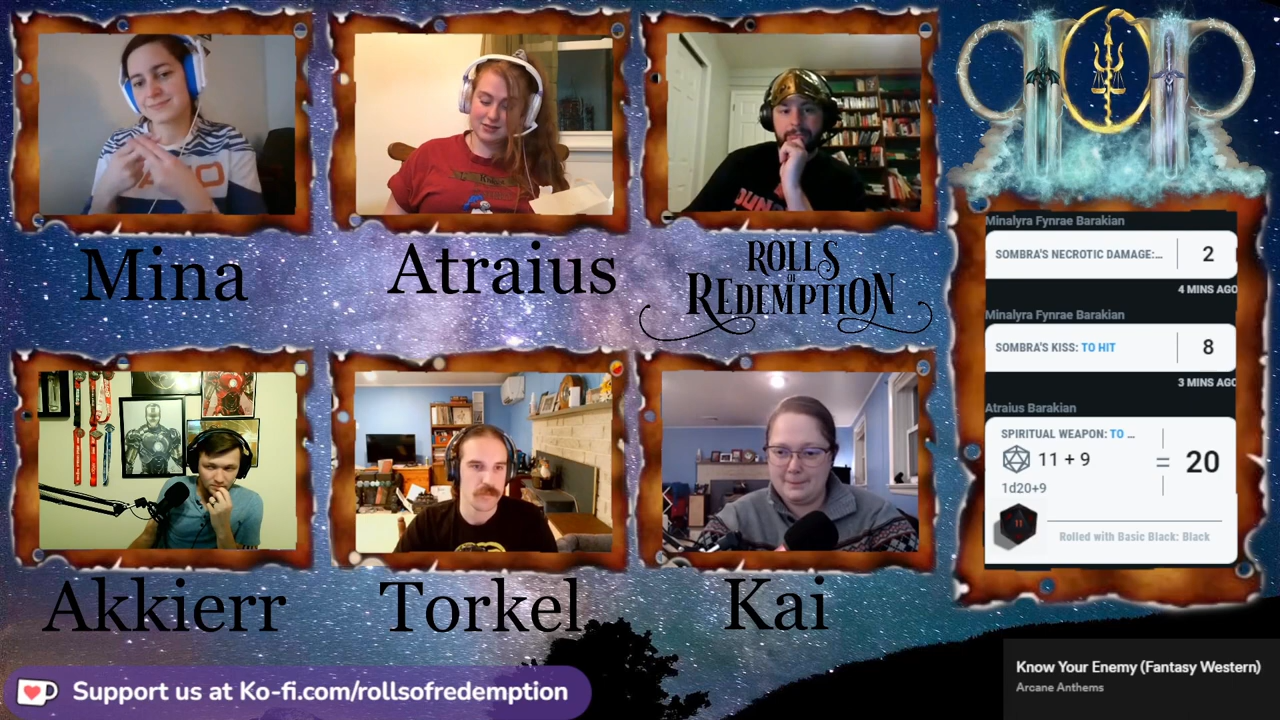 Mina
Atraius
ROLLS
OF
REDEMPTION
Akkierr
Torkel
Kai
Minalyra Fynrae Barakian
SOMBRA'S NECROTIC DAMAGE:... 2
4 MINS AGO
Minalyra Fynrae Barakian
SOMBRA'S KISS: TO HIT 8
3 MINS AGO
Atraius Barakian
SPIRITUAL WEAPON: TO ...
11 + 9 = 20
1d20+9
11
Rolled with Basic Black: Black
Support us at Ko-fi.com/rollsofredemption
Know Your Enemy (Fantasy Western)
Arcane Anthems